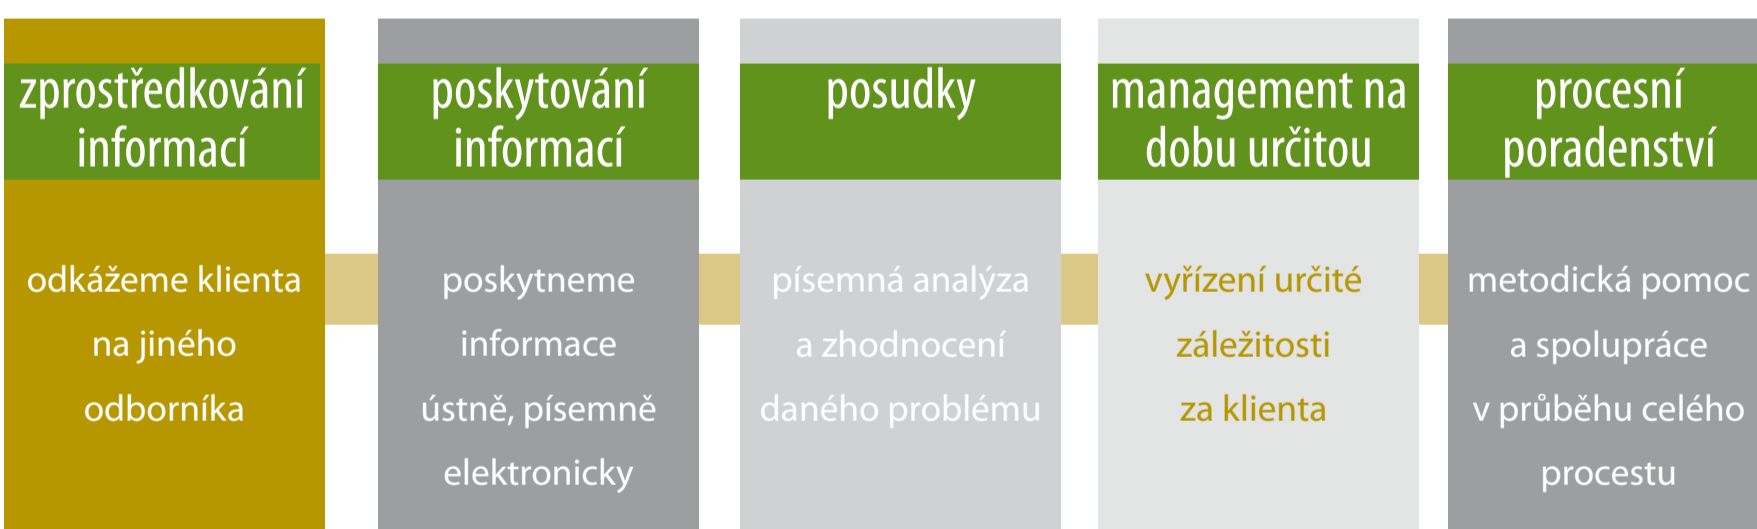 zprostředkování
informací
odkážeme klienta
na jiného
odborníka
poskytování
informací
poskytneme
informace
ústně, písemně
elektronicky
posudky
písemná analýza
a zhodnocení
daného problému
management na
dobu určitou
vyřízení určité
záležitosti
za klienta
procesní
poradenství
metodická pomoc
a spolupráce
v průběhu celého
procestu